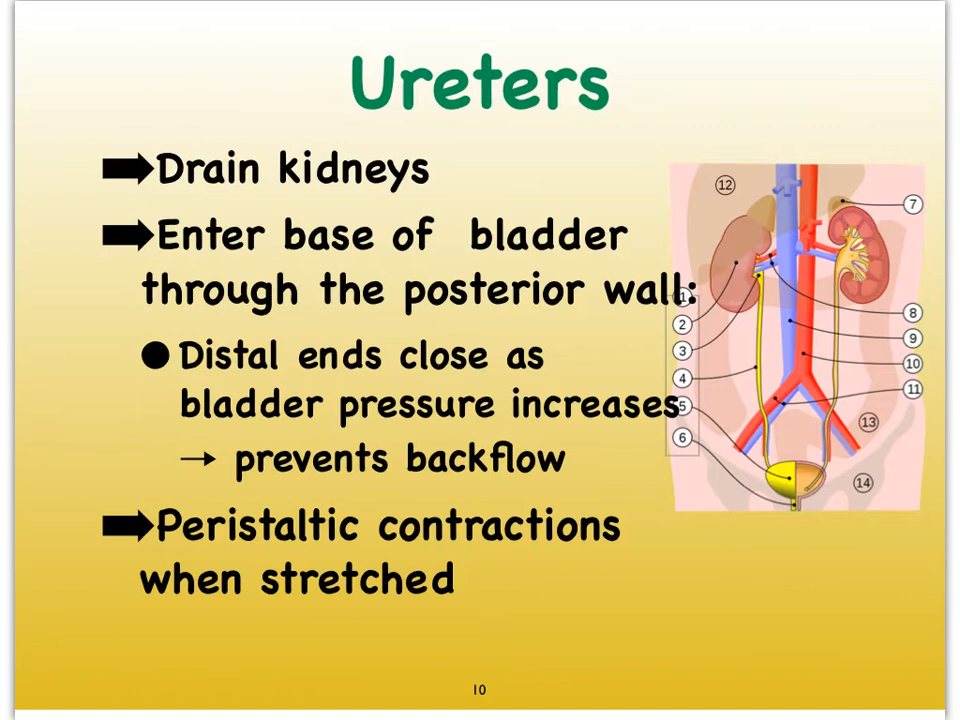 Ureters
➡Drain kidneys
➡Enter base of bladder
through the posterior wall:
● Distal ends close as
bladder pressure increases
→ prevents backflow
➡Peristaltic contractions
when stretched
12
7
1
2
3
4
5
6
8
9
10
11
13
14
10